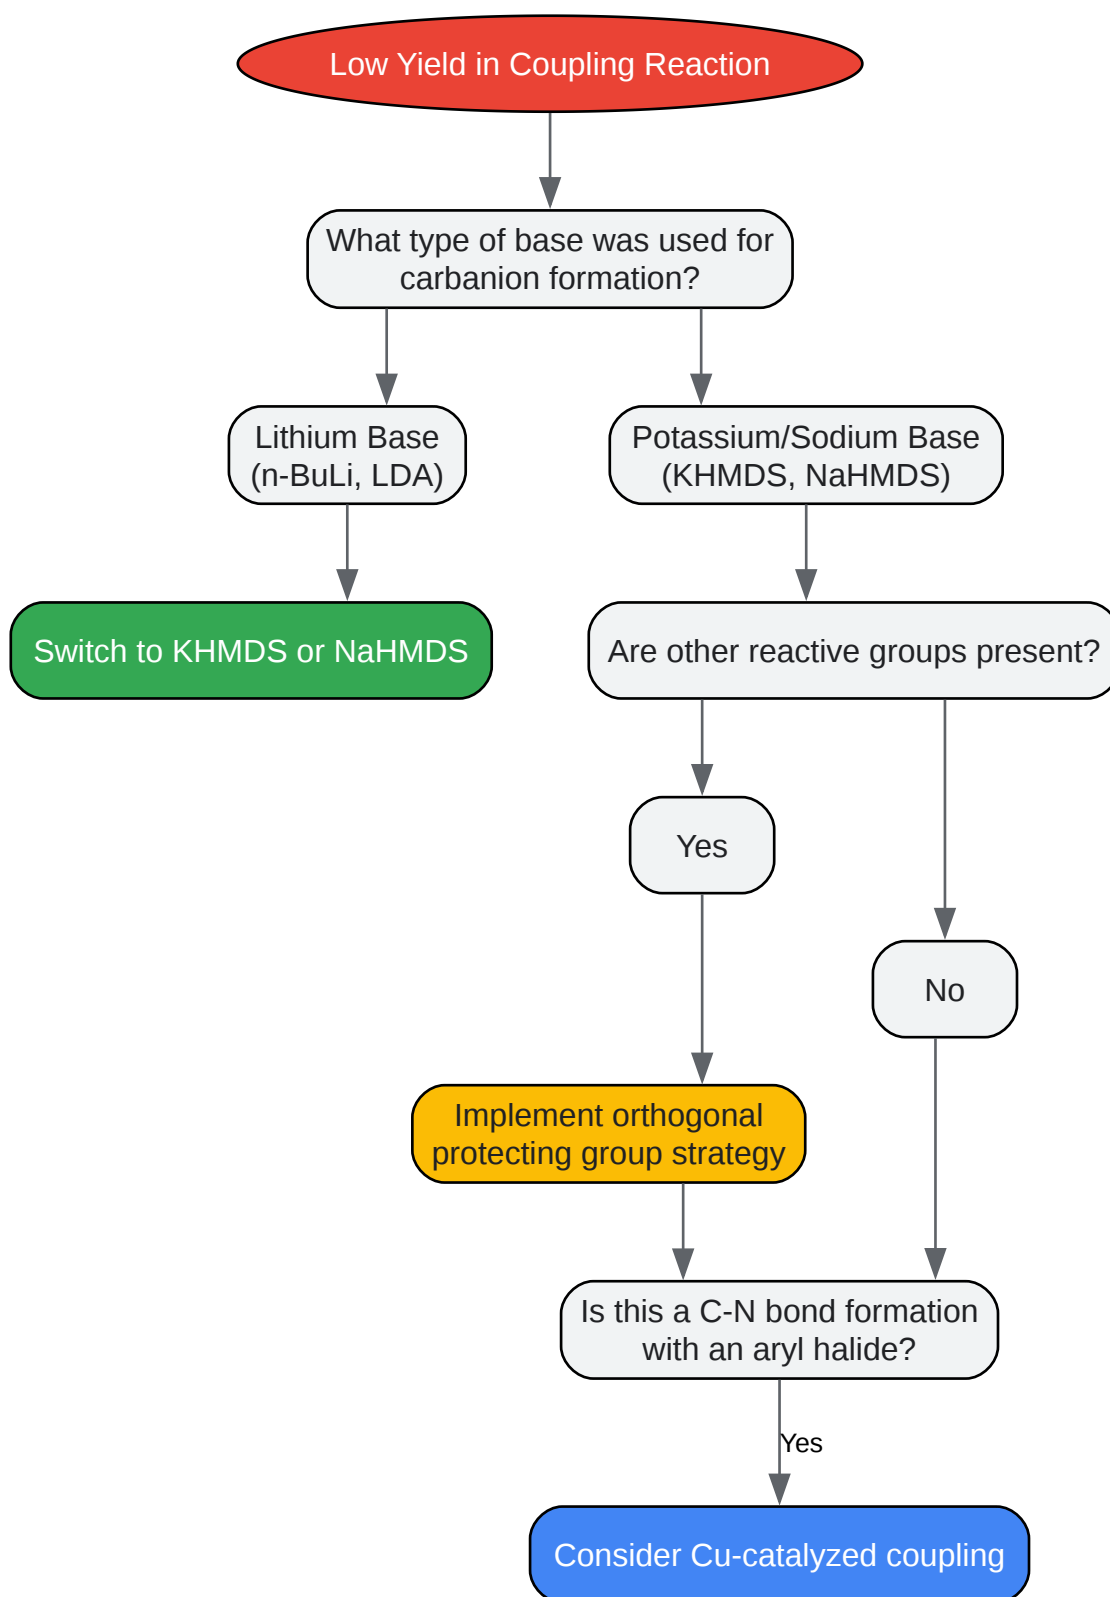 Low Yield in Coupling Reaction
What type of base was used for
carbanion formation?
Lithium Base
(n-BuLi, LDA)
Potassium/Sodium Base
(KHMDS, NaHMDS)
Switch to KHMDS or NaHMDS
Are other reactive groups present?
Yes
No
Implement orthogonal
protecting group strategy
Is this a C-N bond formation
with an aryl halide?
Yes
Consider Cu-catalyzed coupling